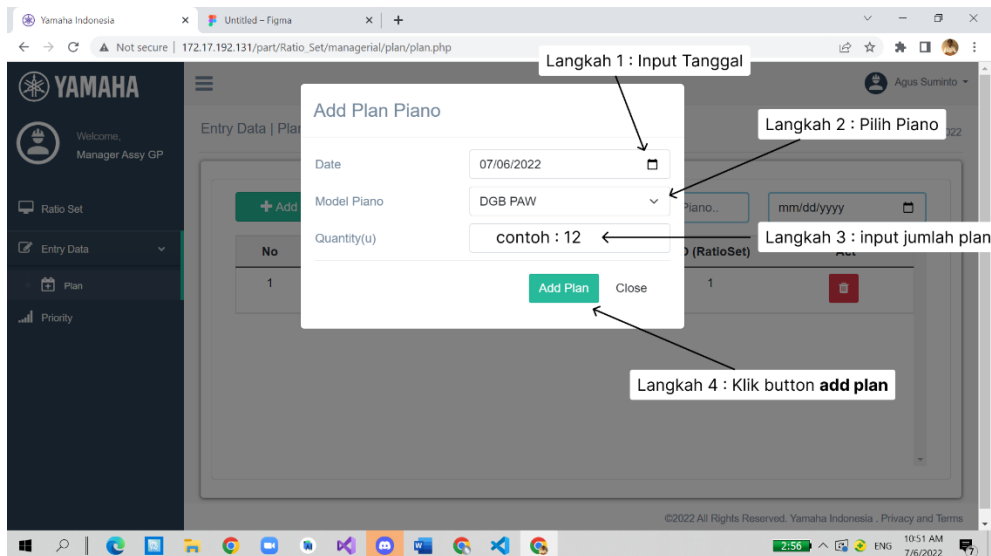 Yamaha Indonesia
Untitled – Figma
Not secure
172.17.192.131/part/Ratio_Set/managerial/plan/plan.php
Langkah 1 : Input Tanggal
YAMAHA
Agus Suminto
Add Plan Piano
Langkah 2 : Pilih Piano
Welcome,
Manager Assy GP
Entry Data | Plan
022
Date
07/06/2022
Ratio Set
Add
Model Piano
DGB PAW
Piano..
mm/dd/yyyy
Entry Data
Quantity(u)
contoh : 12
Langkah 3 : input jumlah plan
No
(RatioSet)
Act
Plan
1
Add Plan
Close
1
Priority
Langkah 4 : Klik button add plan
©2022 All Rights Reserved. Yamaha Indonesia . Privacy and Terms
2:56
ENG
10:51 AM
7/6/2022